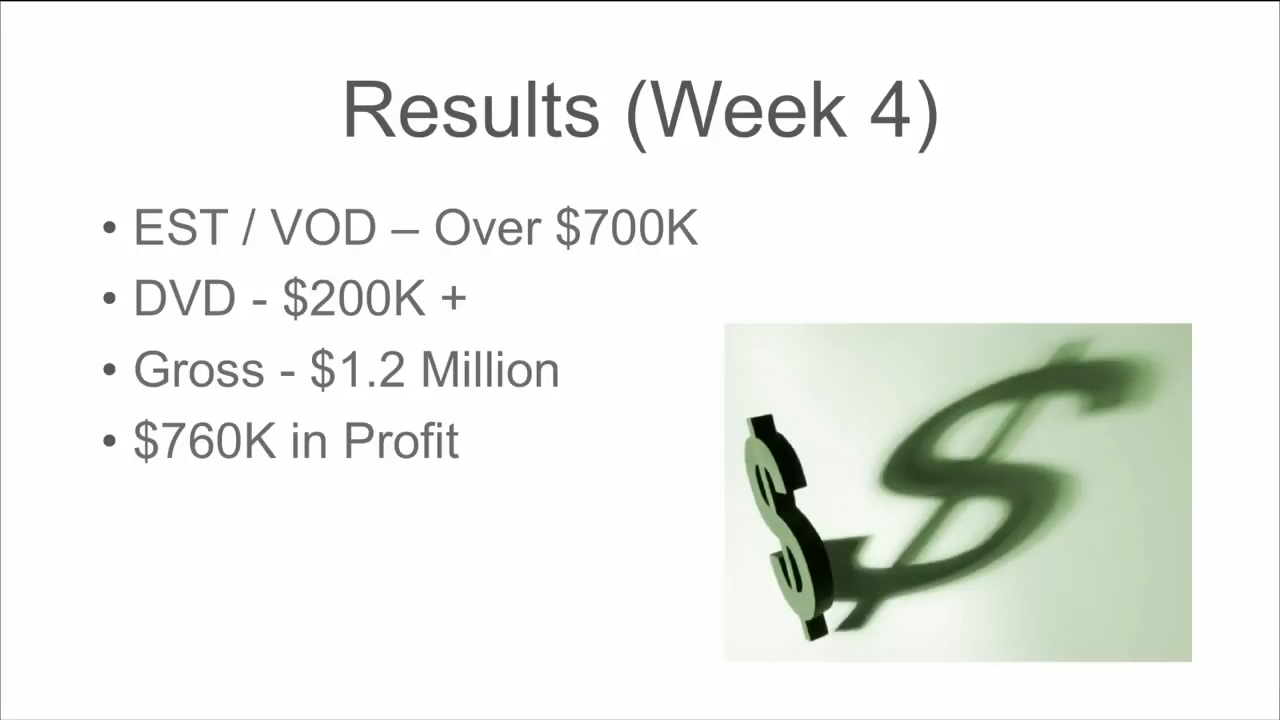 Results (Week 4)
• EST / VOD – Over $700K
• DVD - $200K +
• Gross - $1.2 Million
• $760K in Profit